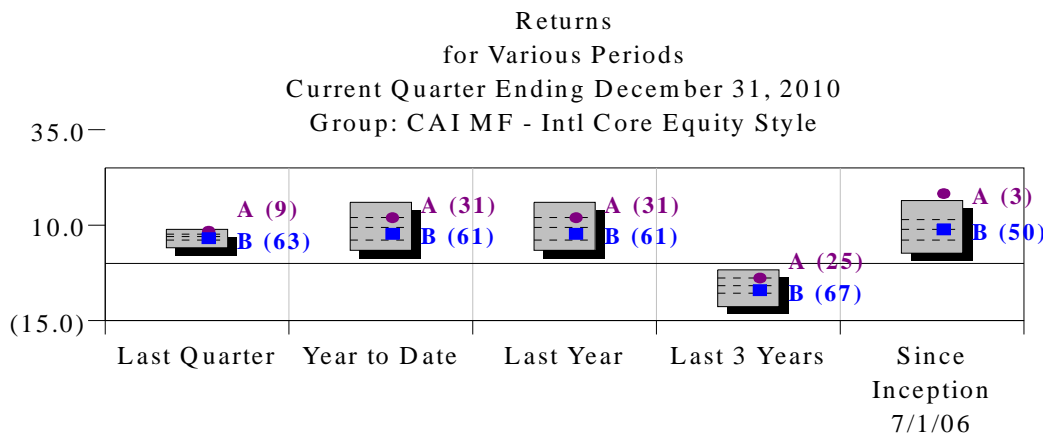 Returns
for Various Periods
Current Quarter Ending December 31, 2010
Group: CAI MF - Intl Core Equity Style
35.0
10.0
(15.0)
A (9)
B (63)
A (31)
B (61)
A (31)
B (61)
A (25)
B (67)
A (3)
B (50)
Last Quarter
Year to Date
Last Year
Last 3 Years
Since
Inception
7/1/06